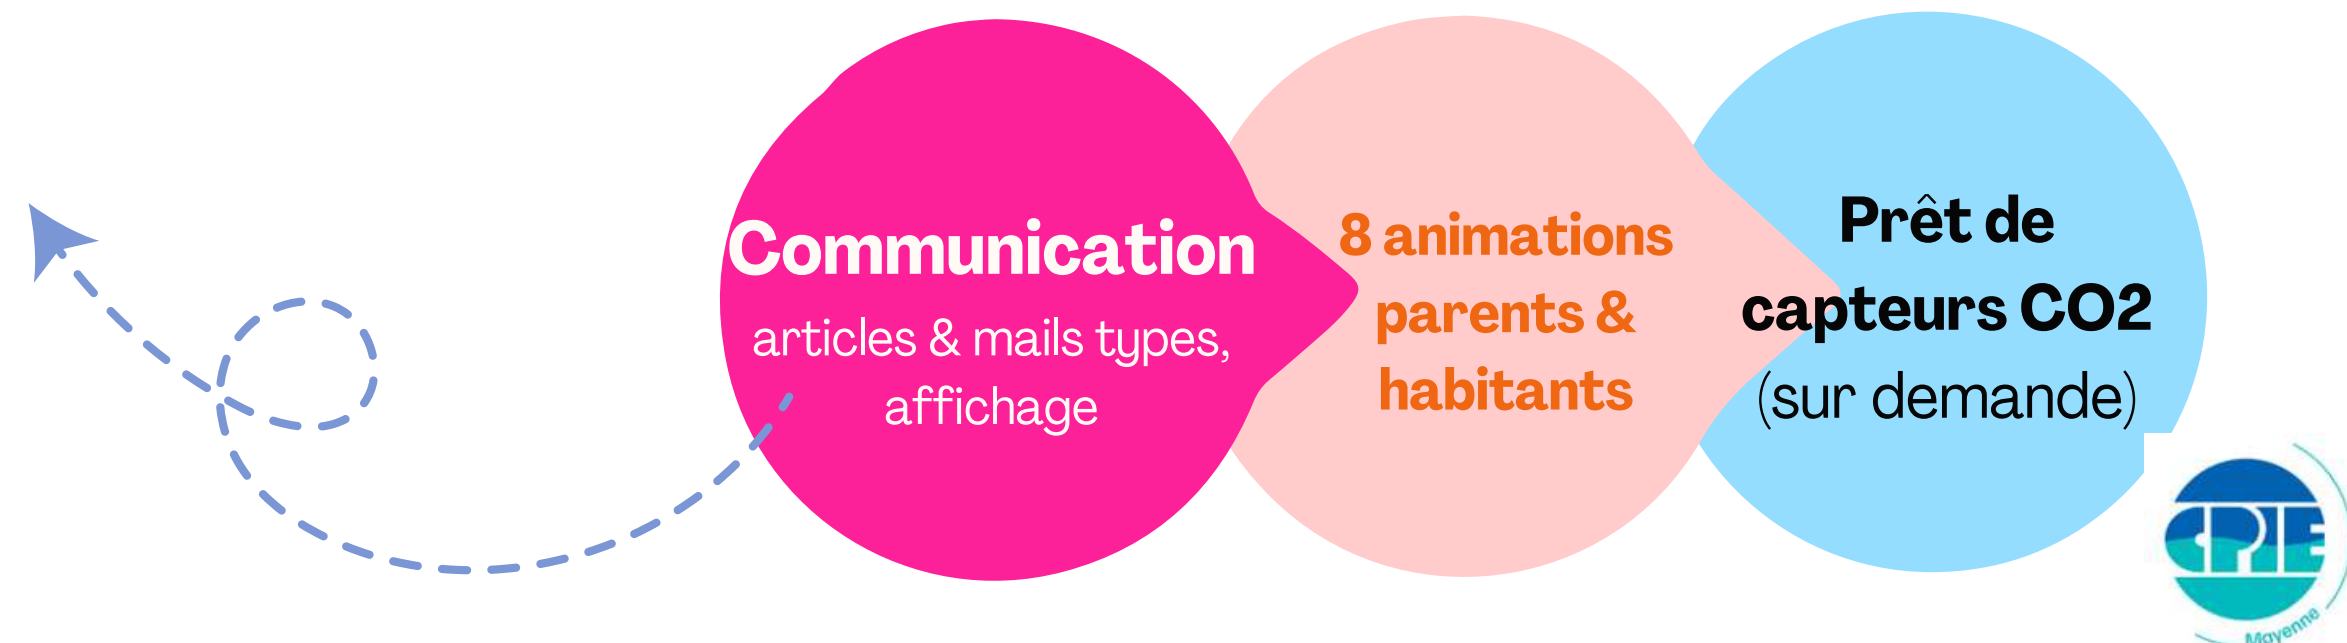 Communication
articles & mails types,
affichage
8 animations
parents &
habitants
Prêt de
capteurs CO2
(sur demande)
CPIE
Mayenne